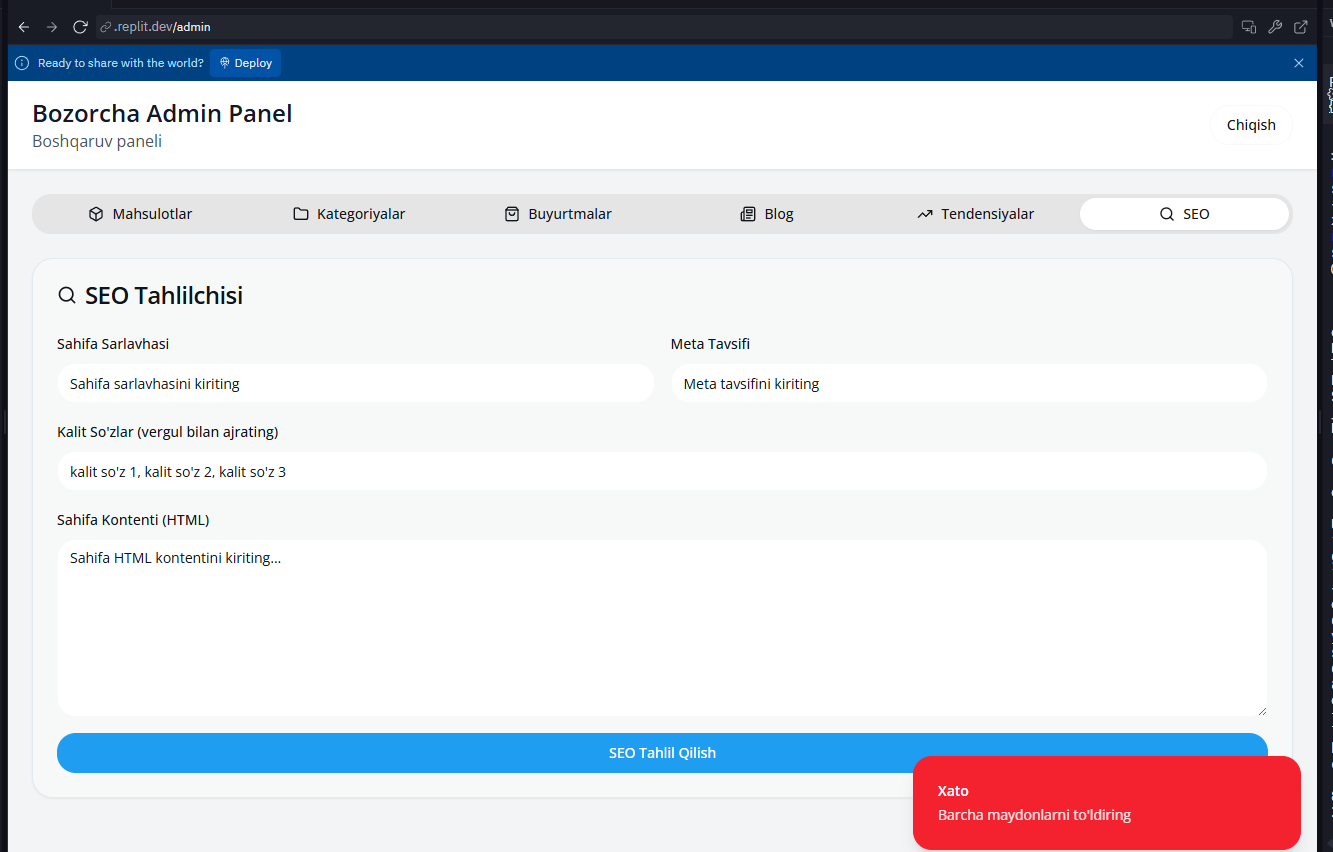 .replit.dev/admin
Ready to share with the world? Deploy
Bozorcha Admin Panel
Boshqaruv paneli
Chiqish
Mahsulotlar Kategoriyalar Buyurtmalar Blog Tendensiyalar SEO
SEO Tahlilchisi
Sahifa Sarlavhasi Meta Tavsifi
Sahifa sarlavhasini kiriting Meta tavsifini kiriting
Kalit So'zlar (vergul bilan ajrating)
kalit so'z 1, kalit so'z 2, kalit so'z 3
Sahifa Kontenti (HTML)
Sahifa HTML kontentini kiriting...
SEO Tahlil Qilish
Xato
Barcha maydonlarni to'ldiring